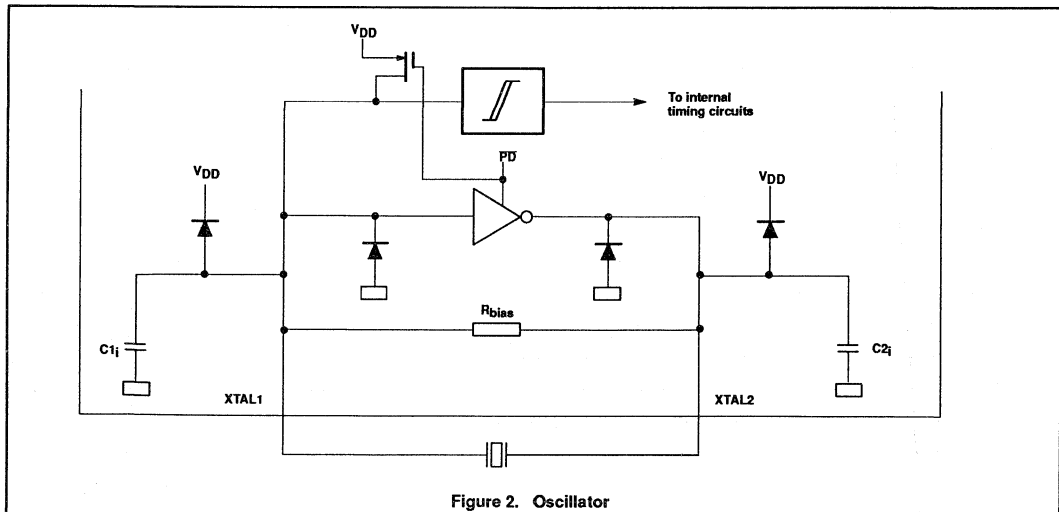 VDD
To internal
timing circuits
VDD
PD
VDD
Rbias
C1i
C2i
XTAL1
XTAL2
Figure 2. Oscillator